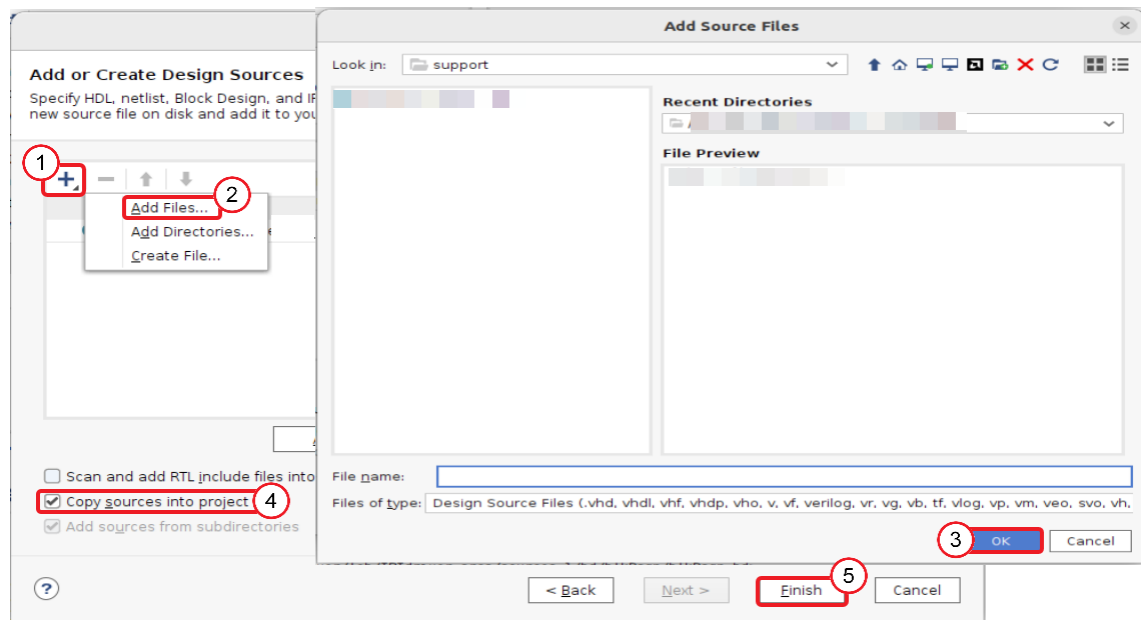 Add Source Files
Add or Create Design Sources
Specify HDL, netlist, Block Design, and IP
new source file on disk and add it to you
1
2
Add Files...
Add Directories...
Create File...
Look in: support
Recent Directories
File Preview
Scan and add RTL include files into
Copy sources into project
4
Add sources from subdirectories
File name:
Files of type: Design Source Files (.vhd, vhdl, vhf, vhdp, vho, v, vf, verilog, vr, vg, vb, tf, vlog, vp, vm, veo, svo, vh,
3
OK
Cancel
?
< Back
Next >
5
Finish
Cancel